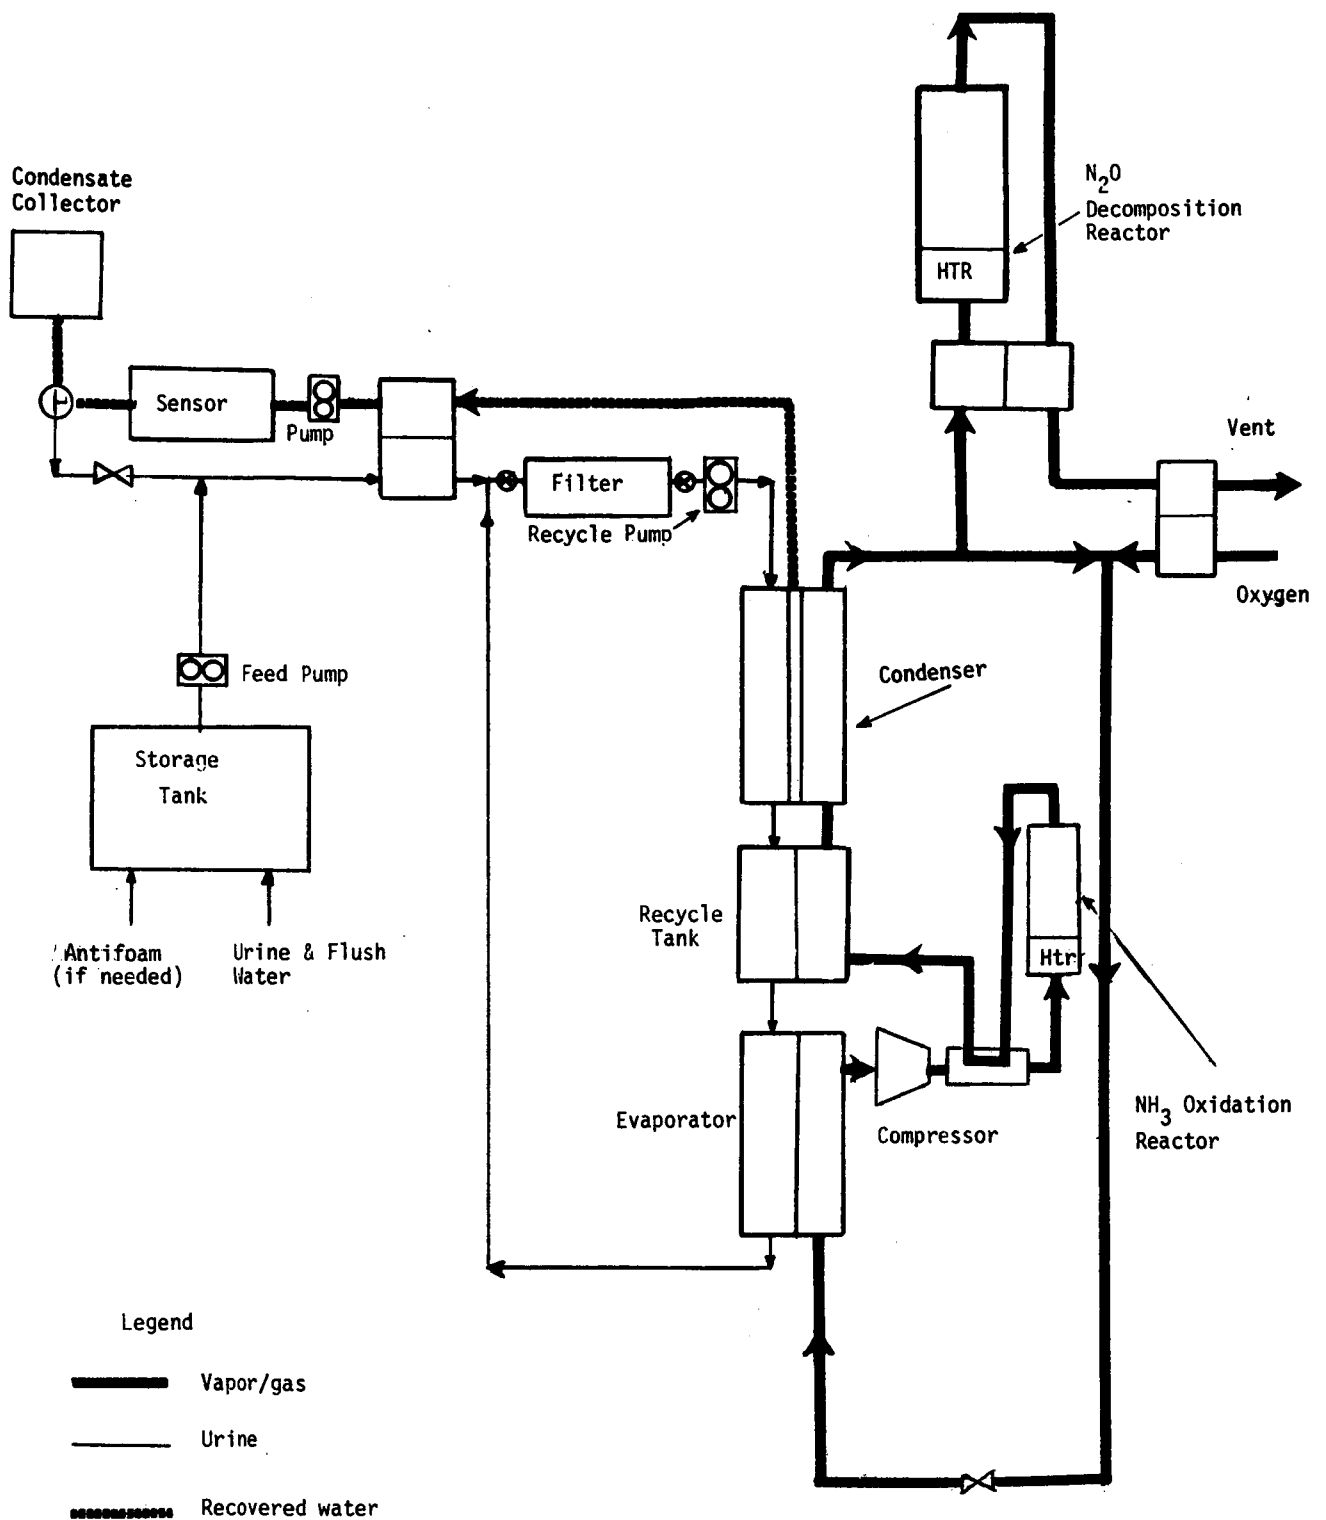 Condensate
Collector
Sensor
Pump
N2O
Decomposition
Reactor
HTR
Vent
Filter
Recycle Pump
Oxygen
Feed Pump
Condenser
Storage
Tank
Recycle
Tank
Antifoam
(if needed)
Urine & Flush
Water
Htr
Evaporator
Compressor
NH3 Oxidation
Reactor
Legend
Vapor/gas
Urine
Recovered water